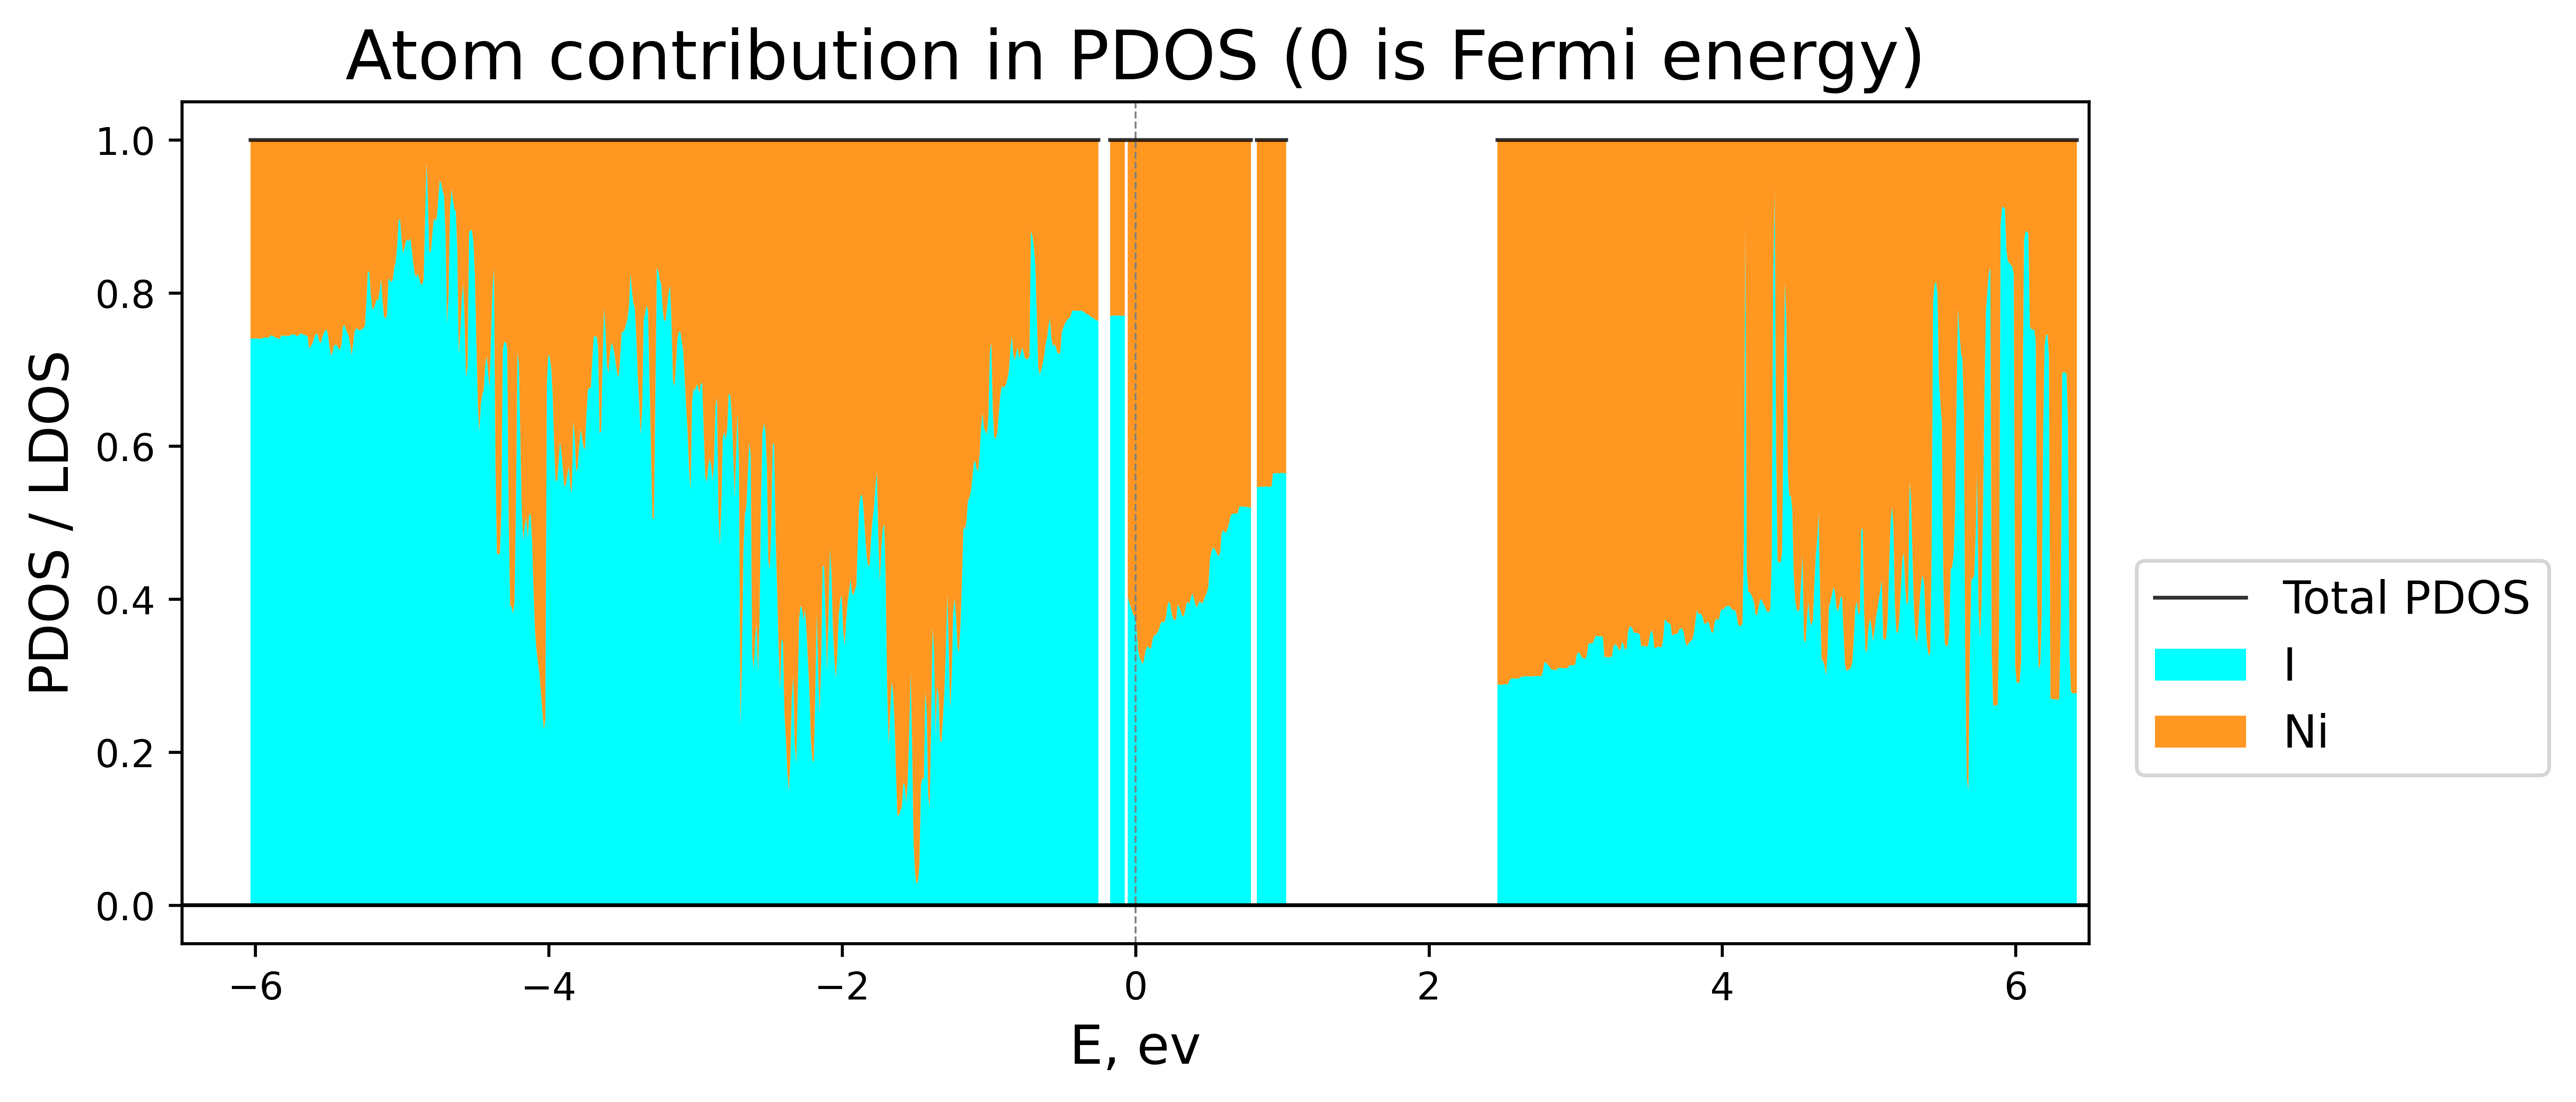 Atom contribution in PDOS (0 is Fermi energy)
PDOS / LDOS
1.0
0.8
0.6
0.4
0.2
0.0
−6
−4
−2
0
2
4
6
E, ev
Total PDOS
I
Ni